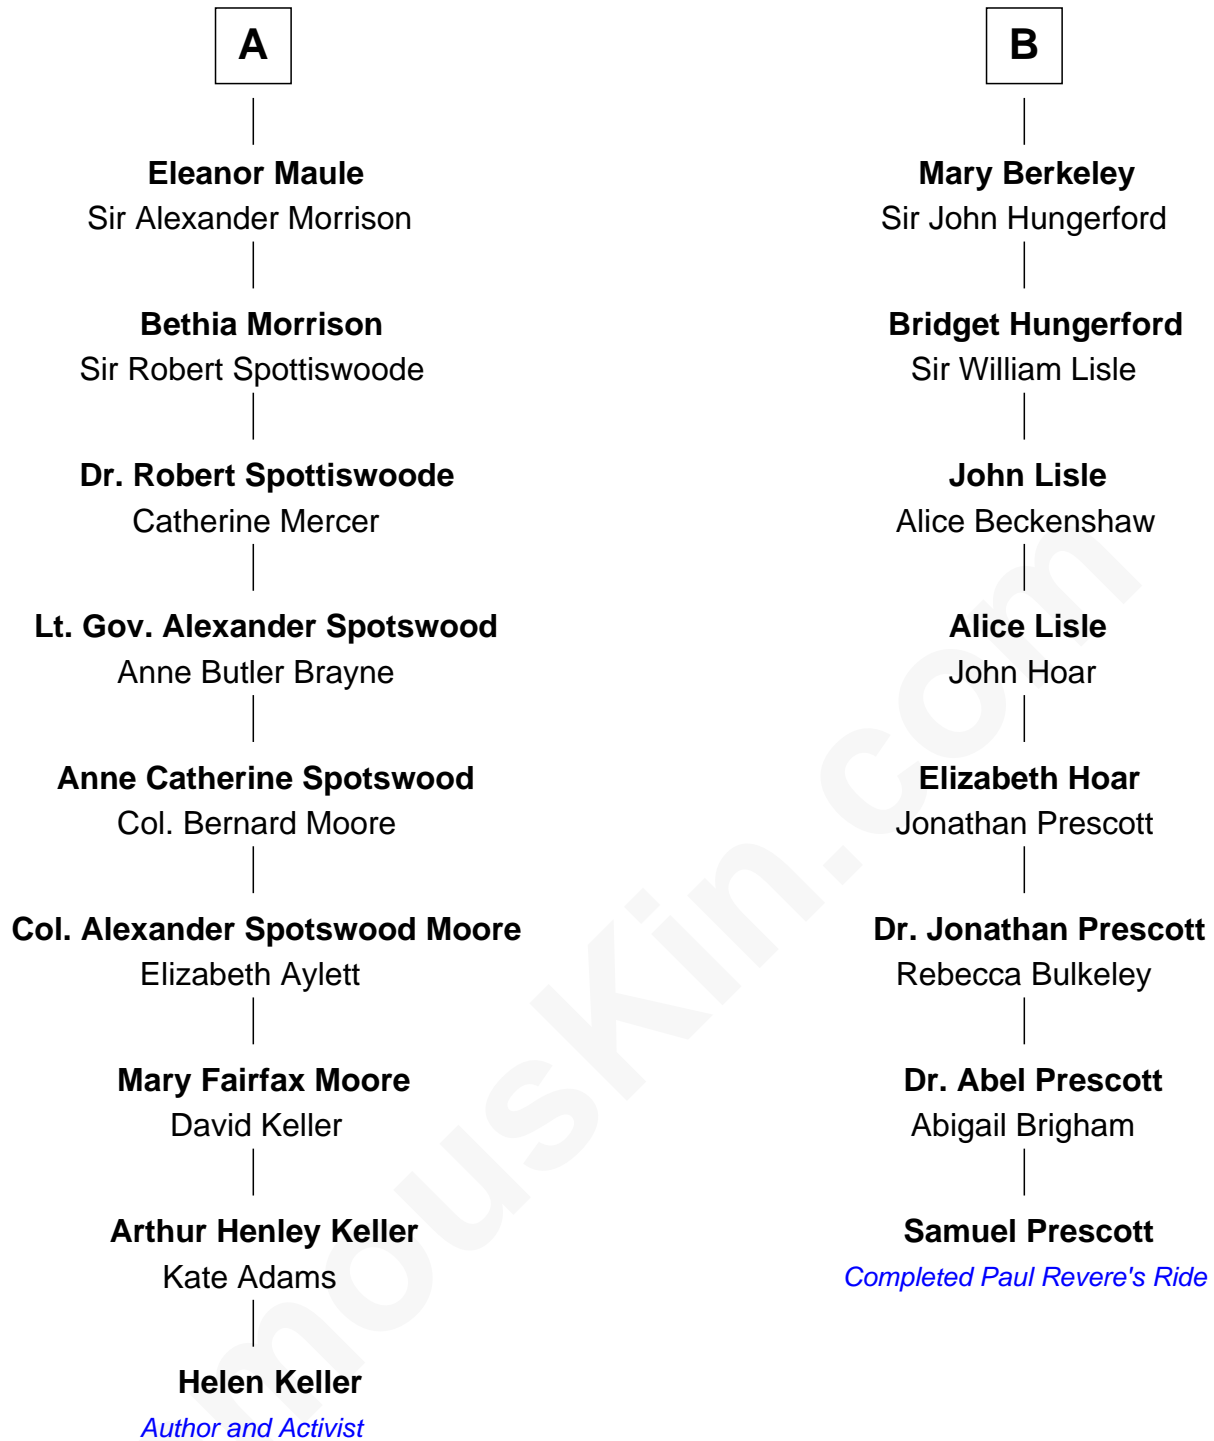 A
Eleanor Maule
Sir Alexander Morrison
Bethia Morrison
Sir Robert Spottiswoode
Dr. Robert Spottiswoode
Catherine Mercer
Lt. Gov. Alexander Spotswood
Anne Butler Brayne
Anne Catherine Spotswood
Col. Bernard Moore
Col. Alexander Spotswood Moore
Elizabeth Aylett
Mary Fairfax Moore
David Keller
Arthur Henley Keller
Kate Adams
Helen Keller
Author and Activist
B
Mary Berkeley
Sir John Hungerford
Bridget Hungerford
Sir William Lisle
John Lisle
Alice Beckenshaw
Alice Lisle
John Hoar
Elizabeth Hoar
Jonathan Prescott
Dr. Jonathan Prescott
Rebecca Bulkeley
Dr. Abel Prescott
Abigail Brigham
Samuel Prescott
Completed Paul Revere's Ride
mousKin.com